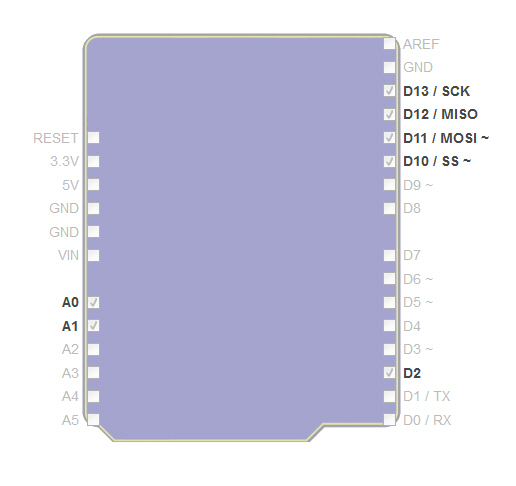 AREF
GND
D13 / SCK
D12 / MISO
D11 / MOSI ~
D10 / SS ~
D9 ~
D8
D7
D6 ~
D5 ~
D4
D3 ~
D2
D1 / TX
D0 / RX
RESET
3.3V
5V
GND
GND
VIN
A0
A1
A2
A3
A4
A5